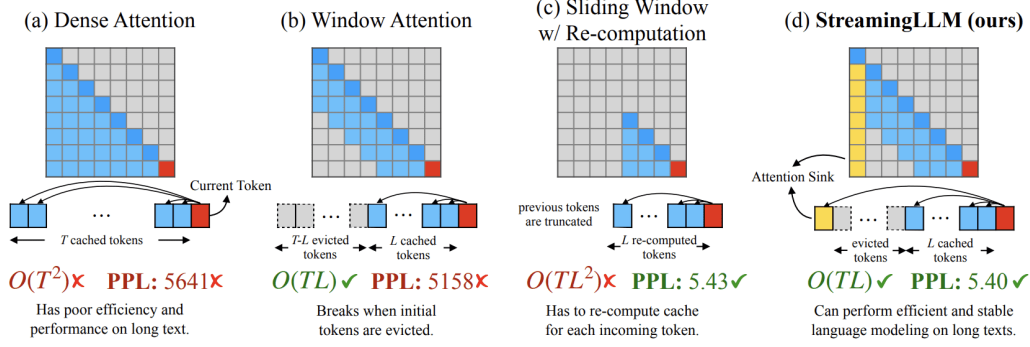 (a) Dense Attention
Current Token
...
T cached tokens
O(T²)✗ PPL: 5641✗
Has poor efficiency and
performance on long text.
(b) Window Attention
... ...
T-L evicted
tokens
L cached
tokens
O(TL)✓ PPL: 5158✗
Breaks when initial
tokens are evicted.
(c) Sliding Window
w/ Re-computation
previous tokens
are truncated
...
L re-computed
tokens
O(TL²)✗ PPL: 5.43✓
Has to re-compute cache
for each incoming token.
(d) StreamingLLM (ours)
Attention Sink
... ...
evicted
tokens
L cached
tokens
O(TL)✓ PPL: 5.40✓
Can perform efficient and stable
language modeling on long texts.